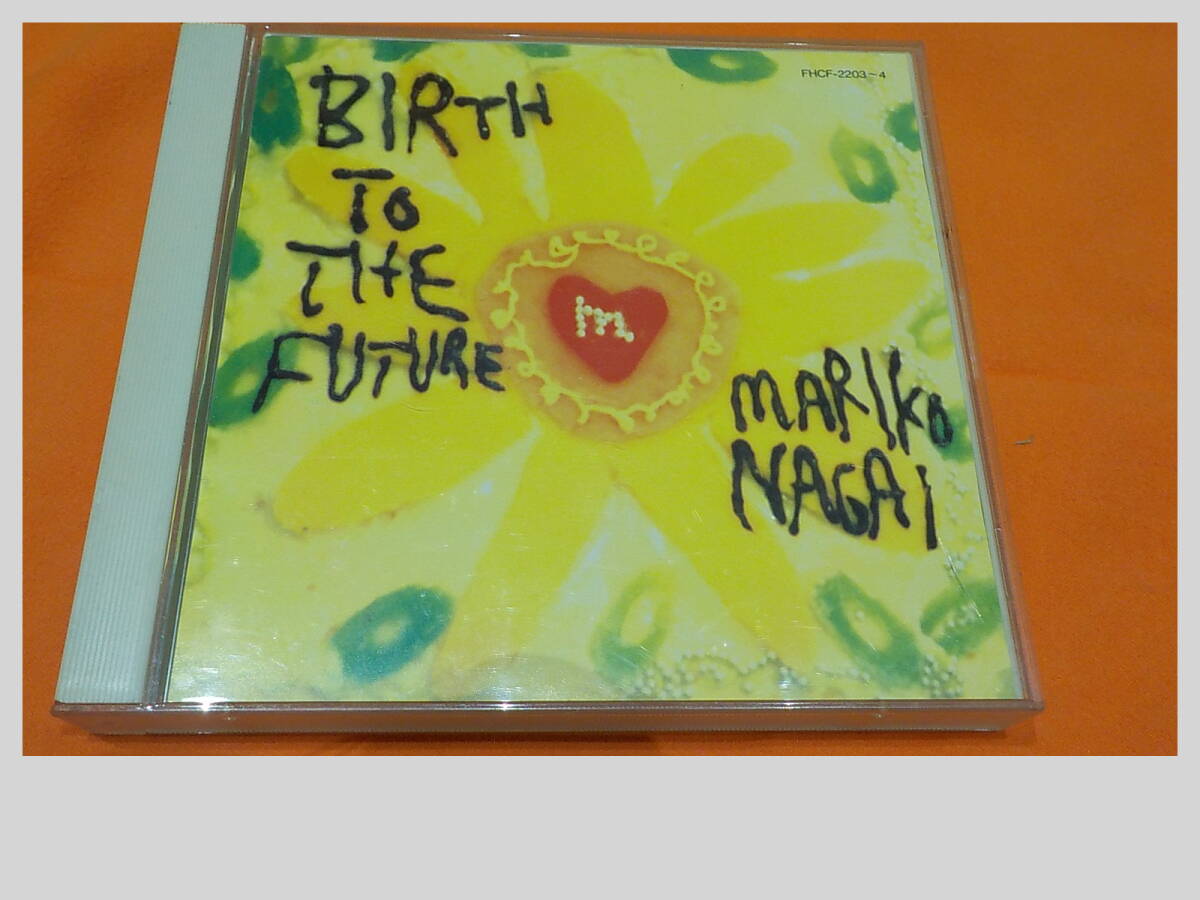 FHCF-2203~4
BIRTH
TO
THE
FUTURE
m
MARIKO
NAGAI